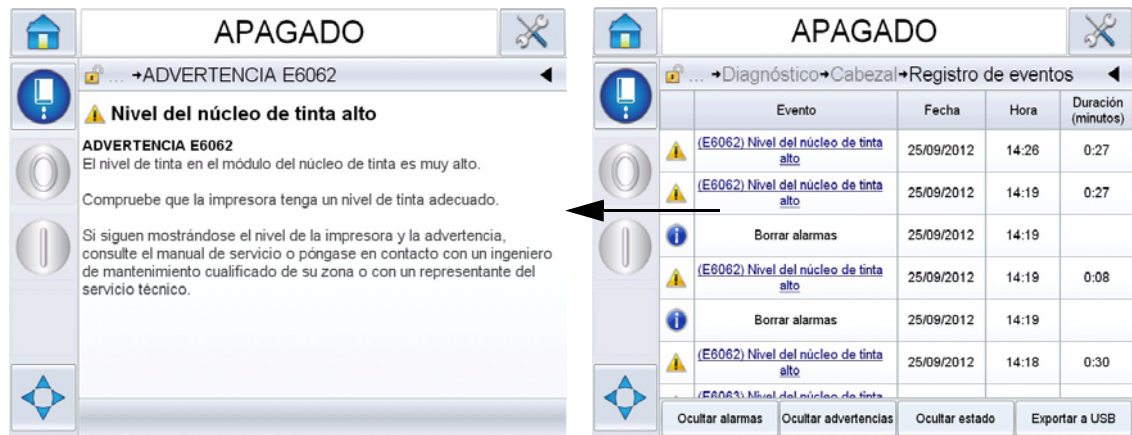 APAGADO
... →ADVERTENCIA E6062
Nivel del núcleo de tinta alto
ADVERTENCIA E6062
El nivel de tinta en el módulo del núcleo de tinta es muy alto.
Compruebe que la impresora tenga un nivel de tinta adecuado.
Si siguen mostrándose el nivel de la impresora y la advertencia,
consulte el manual de servicio o póngase en contacto con un ingeniero
de mantenimiento cualificado de su zona o con un representante del
servicio técnico.
APAGADO
... →Diagnóstico→Cabezal→Registro de eventos
Evento Fecha Hora Duración
(minutos)
(E6062) Nivel del núcleo de tinta
alto 25/09/2012 14:26 0:27
(E6062) Nivel del núcleo de tinta
alto 25/09/2012 14:19 0:27
Borrar alarmas 25/09/2012 14:19
(E6062) Nivel del núcleo de tinta
alto 25/09/2012 14:19 0:08
Borrar alarmas 25/09/2012 14:19
(E6062) Nivel del núcleo de tinta
alto 25/09/2012 14:18 0:30
(E6063) Nivel del núcleo de tinta
Ocultar alarmas Ocultar advertencias Ocultar estado Exportar a USB